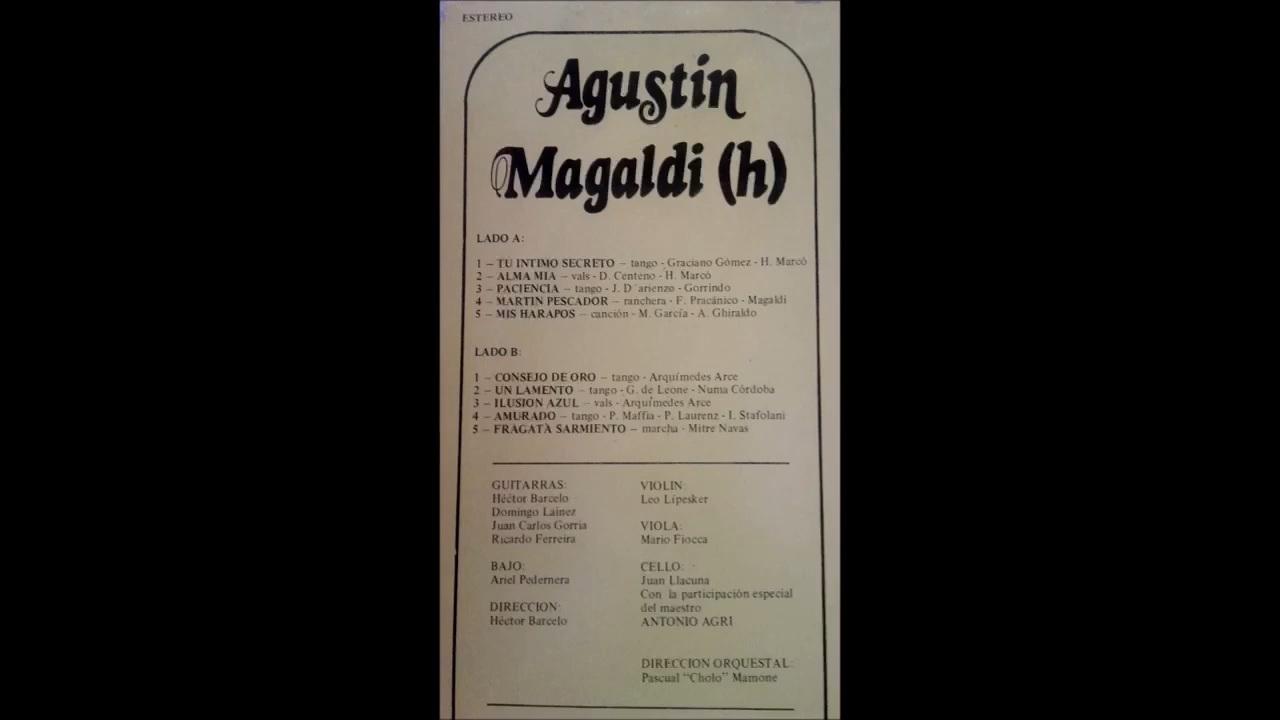 ESTEREO
Agustín
Magaldi (h)
LADO A:
1 – TU INTIMO SECRETO – tango - Graciano Gómez - H. Marcó
2 – ALMA MIA – vals - D. Centeno - H. Marcó
3 – PACIENCIA – tango - J. D´arienzo - Gorrindo
4 – MARTIN PESCADOR – ranchera - F. Pracánico - Magaldi
5 – MIS HARAPOS – canción - M. García - A. Ghiraldo
LADO B:
1 – CONSEJO DE ORO – tango - Arquímedes Arce
2 – UN LAMENTO – tango - G. de Leone - Numa Córdoba
3 – ILUSION AZUL – vals - Arquímedes Arce
4 – AMURADO – tango - P. Maffia - P. Laurenz - I. Stafolani
5 – FRAGATA SARMIENTO – marcha - Mitre Navas
GUITARRAS:
Héctor Barcelo
Domingo Lainez
Juan Carlos Gorria
Ricardo Ferreira
BAJO:
Ariel Pedernera
DIRECCION:
Héctor Barcelo
VIOLIN:
Leo Lípesker
VIOLA:
Mario Fiocca
CELLO:
Juan Llacuna
Con la participación especial
del maestro
ANTONIO AGRI
DIRECCION ORQUESTAL:
Pascual “Cholo” Mamone